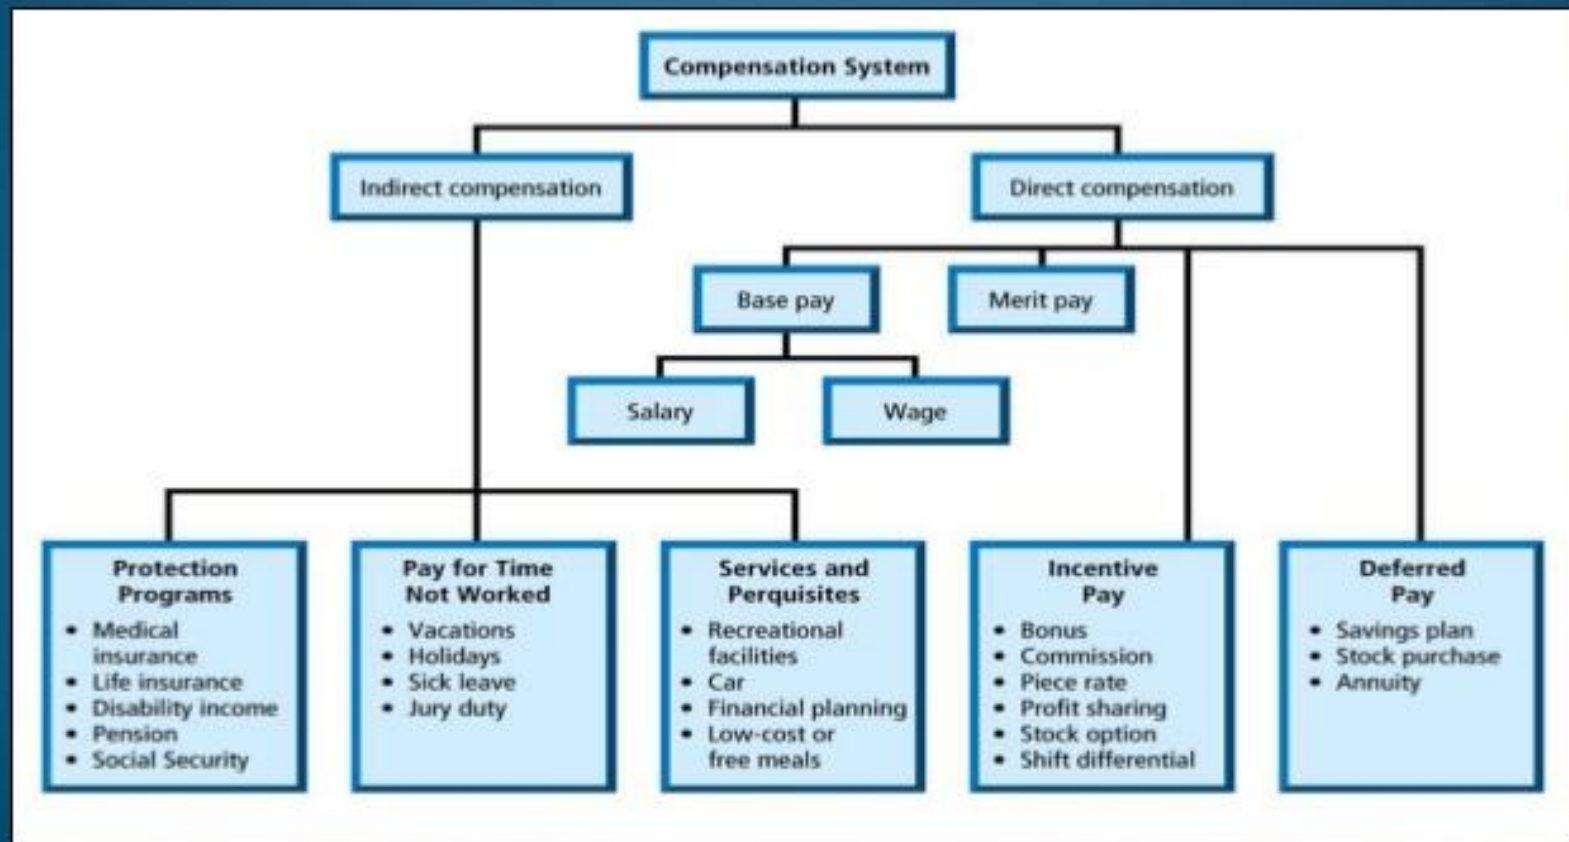 Compensation System
Indirect compensation
Direct compensation
Base pay
Merit pay
Salary
Wage
Protection
Programs
• Medical
insurance
• Life insurance
• Disability income
• Pension
• Social Security
Pay for Time
Not Worked
• Vacations
• Holidays
• Sick leave
• Jury duty
Services and
Perquisites
• Recreational
facilities
• Car
• Financial planning
• Low-cost or
free meals
Incentive
Pay
• Bonus
• Commission
• Piece rate
• Profit sharing
• Stock option
• Shift differential
Deferred
Pay
• Savings plan
• Stock purchase
• Annuity